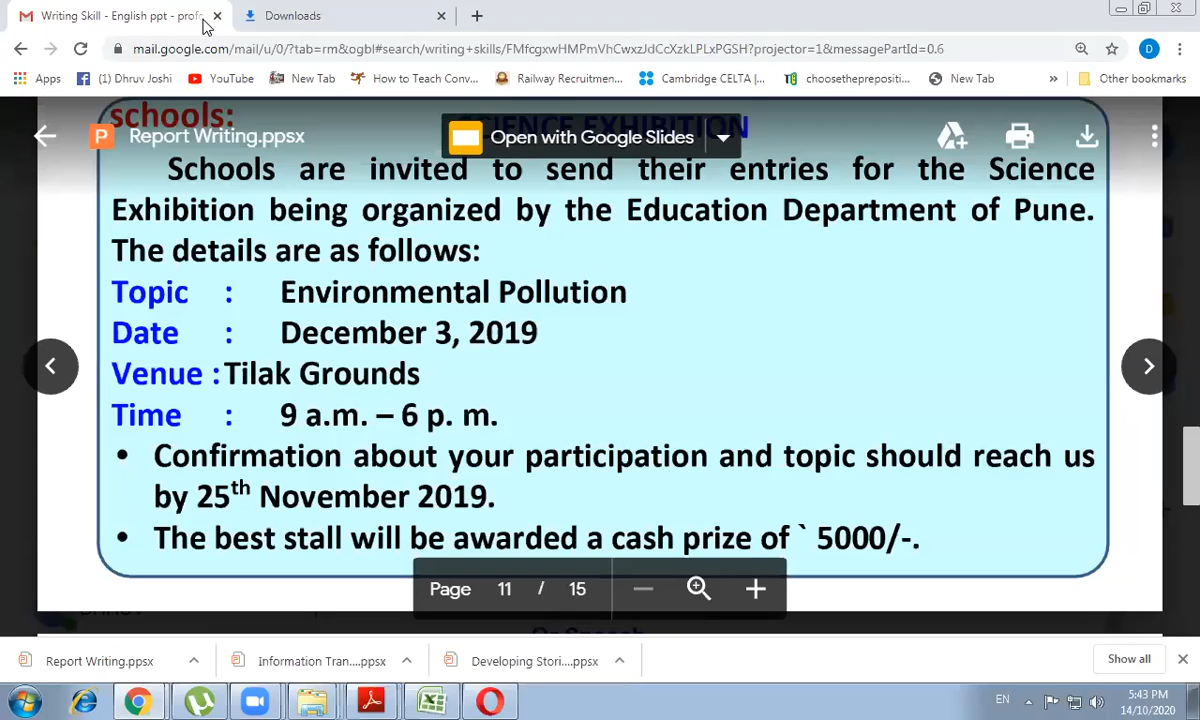 Writing Skill - English ppt - profe
Downloads
mail.google.com/mail/u/0/?tab=rm&ogbl#search/writing+skills/FMfcgxwHMPmVhCwxzJdCcXzkLPLxPGSH?projector=1&messagePartId=0.6
D
Apps
(1) Dhruv Joshi
YouTube
New Tab
How to Teach Conv...
Railway Recruitmen...
Cambridge CELTA |...
choosetheprepositi...
New Tab
»
Other bookmarks
schools:
SCIENCE EXHIBITION
P
Report Writing.ppsx
Open with Google Slides
Schools are invited to send their entries for the Science
Exhibition being organized by the Education Department of Pune.
The details are as follows:
Topic : Environmental Pollution
Date : December 3, 2019
Venue : Tilak Grounds
Time : 9 a.m. – 6 p. m.
• Confirmation about your participation and topic should reach us
by 25th November 2019.
• The best stall will be awarded a cash prize of ` 5000/-.
Page 11 / 15
Or Speech
Report Writing.ppsx
Information Tran....ppsx
Developing Stori....ppsx
Show all
EN
5:43 PM
14/10/2020